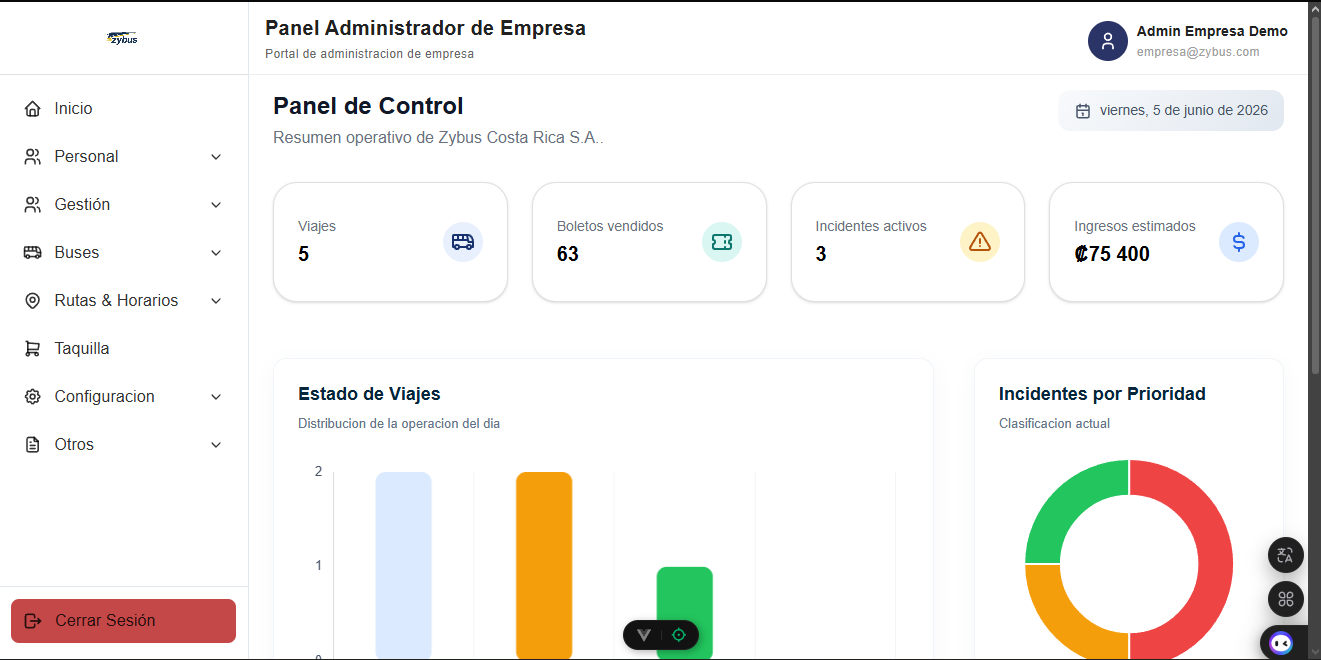 zybus
Panel Administrador de Empresa
Portal de administracion de empresa
Admin Empresa Demo
empresa@zybus.com
Inicio
Personal
Gestión
Buses
Rutas & Horarios
Taquilla
Configuracion
Otros
Cerrar Sesión
Panel de Control
Resumen operativo de Zybus Costa Rica S.A..
viernes, 5 de junio de 2026
Viajes
5
Boletos vendidos
63
Incidentes activos
3
Ingresos estimados
₡75 400
Estado de Viajes
Distribucion de la operacion del dia
2
1
0
Incidentes por Prioridad
Clasificacion actual
文A